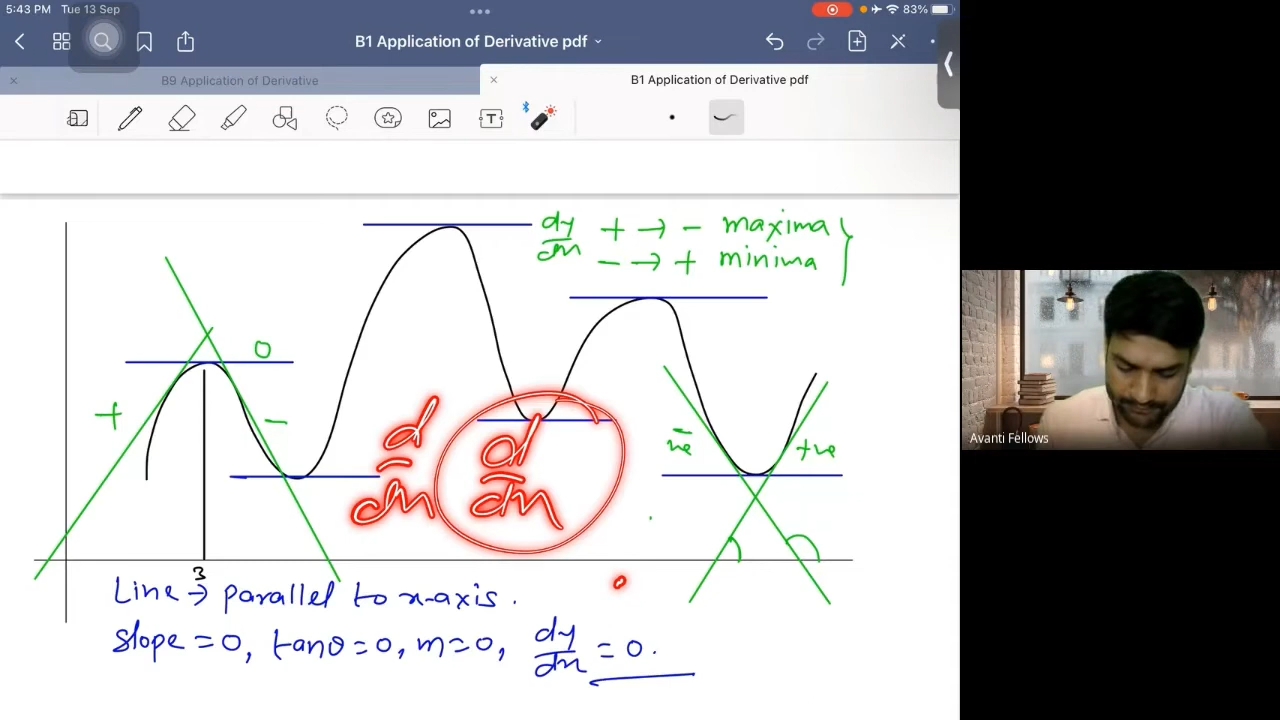 5:43 PM Tue 13 Sep
83%
B1 Application of Derivative pdf
B9 Application of Derivative
B1 Application of Derivative pdf
T
dy/dx + → - maxima
- → + minima
0
+
-
-ve
+ve
d/dx d/dx
3
Line → parallel to x-axis.
Slope = 0, tanθ = 0, m = 0, dy/dx = 0.
Avanti Fellows